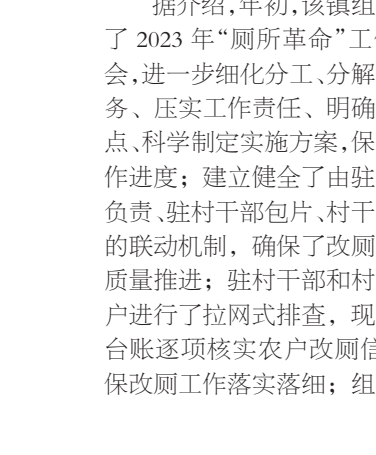 据介绍，年初，该镇组
了 2023 年“厕所革命”工
会，进一步细化分工、分解
务、压实工作责任、明确
点、科学制定实施方案，保
作进度；建立健全了由驻
负责、驻村干部包片、村干
的联动机制，确保了改厕
质量推进；驻村干部和村
户进行了拉网式排查，现
台账逐项核实农户改厕信
保改厕工作落实落细；组